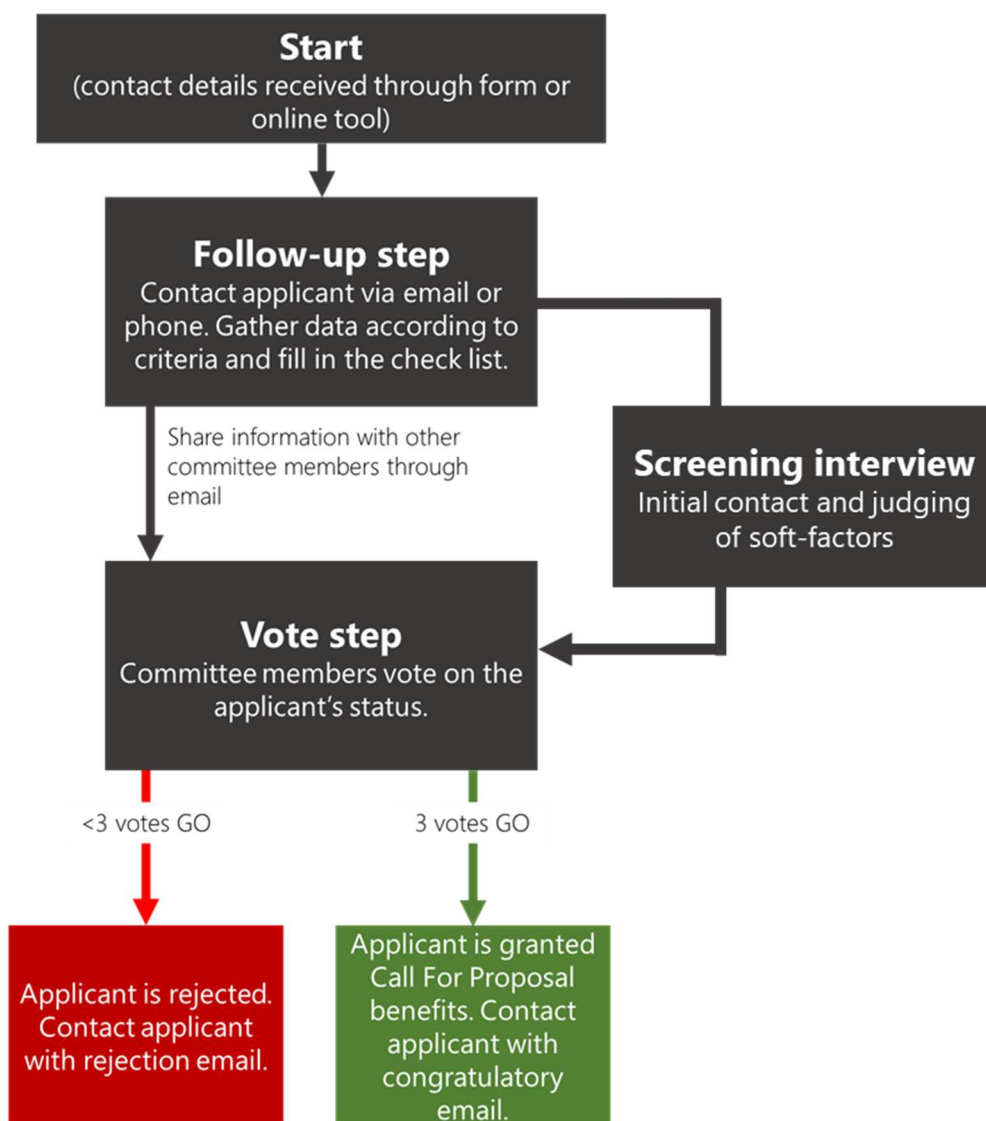 Start
(contact details received through form or
online tool)
Follow-up step
Contact applicant via email or
phone. Gather data according to
criteria and fill in the check list.
Share information with other
committee members through
email
Screening interview
Initial contact and judging
of soft-factors
Vote step
Committee members vote on the
applicant’s status.
<3 votes GO
3 votes GO
Applicant is rejected.
Contact applicant
with rejection email.
Applicant is granted
Call For Proposal
benefits. Contact
applicant with
congratulatory
email.